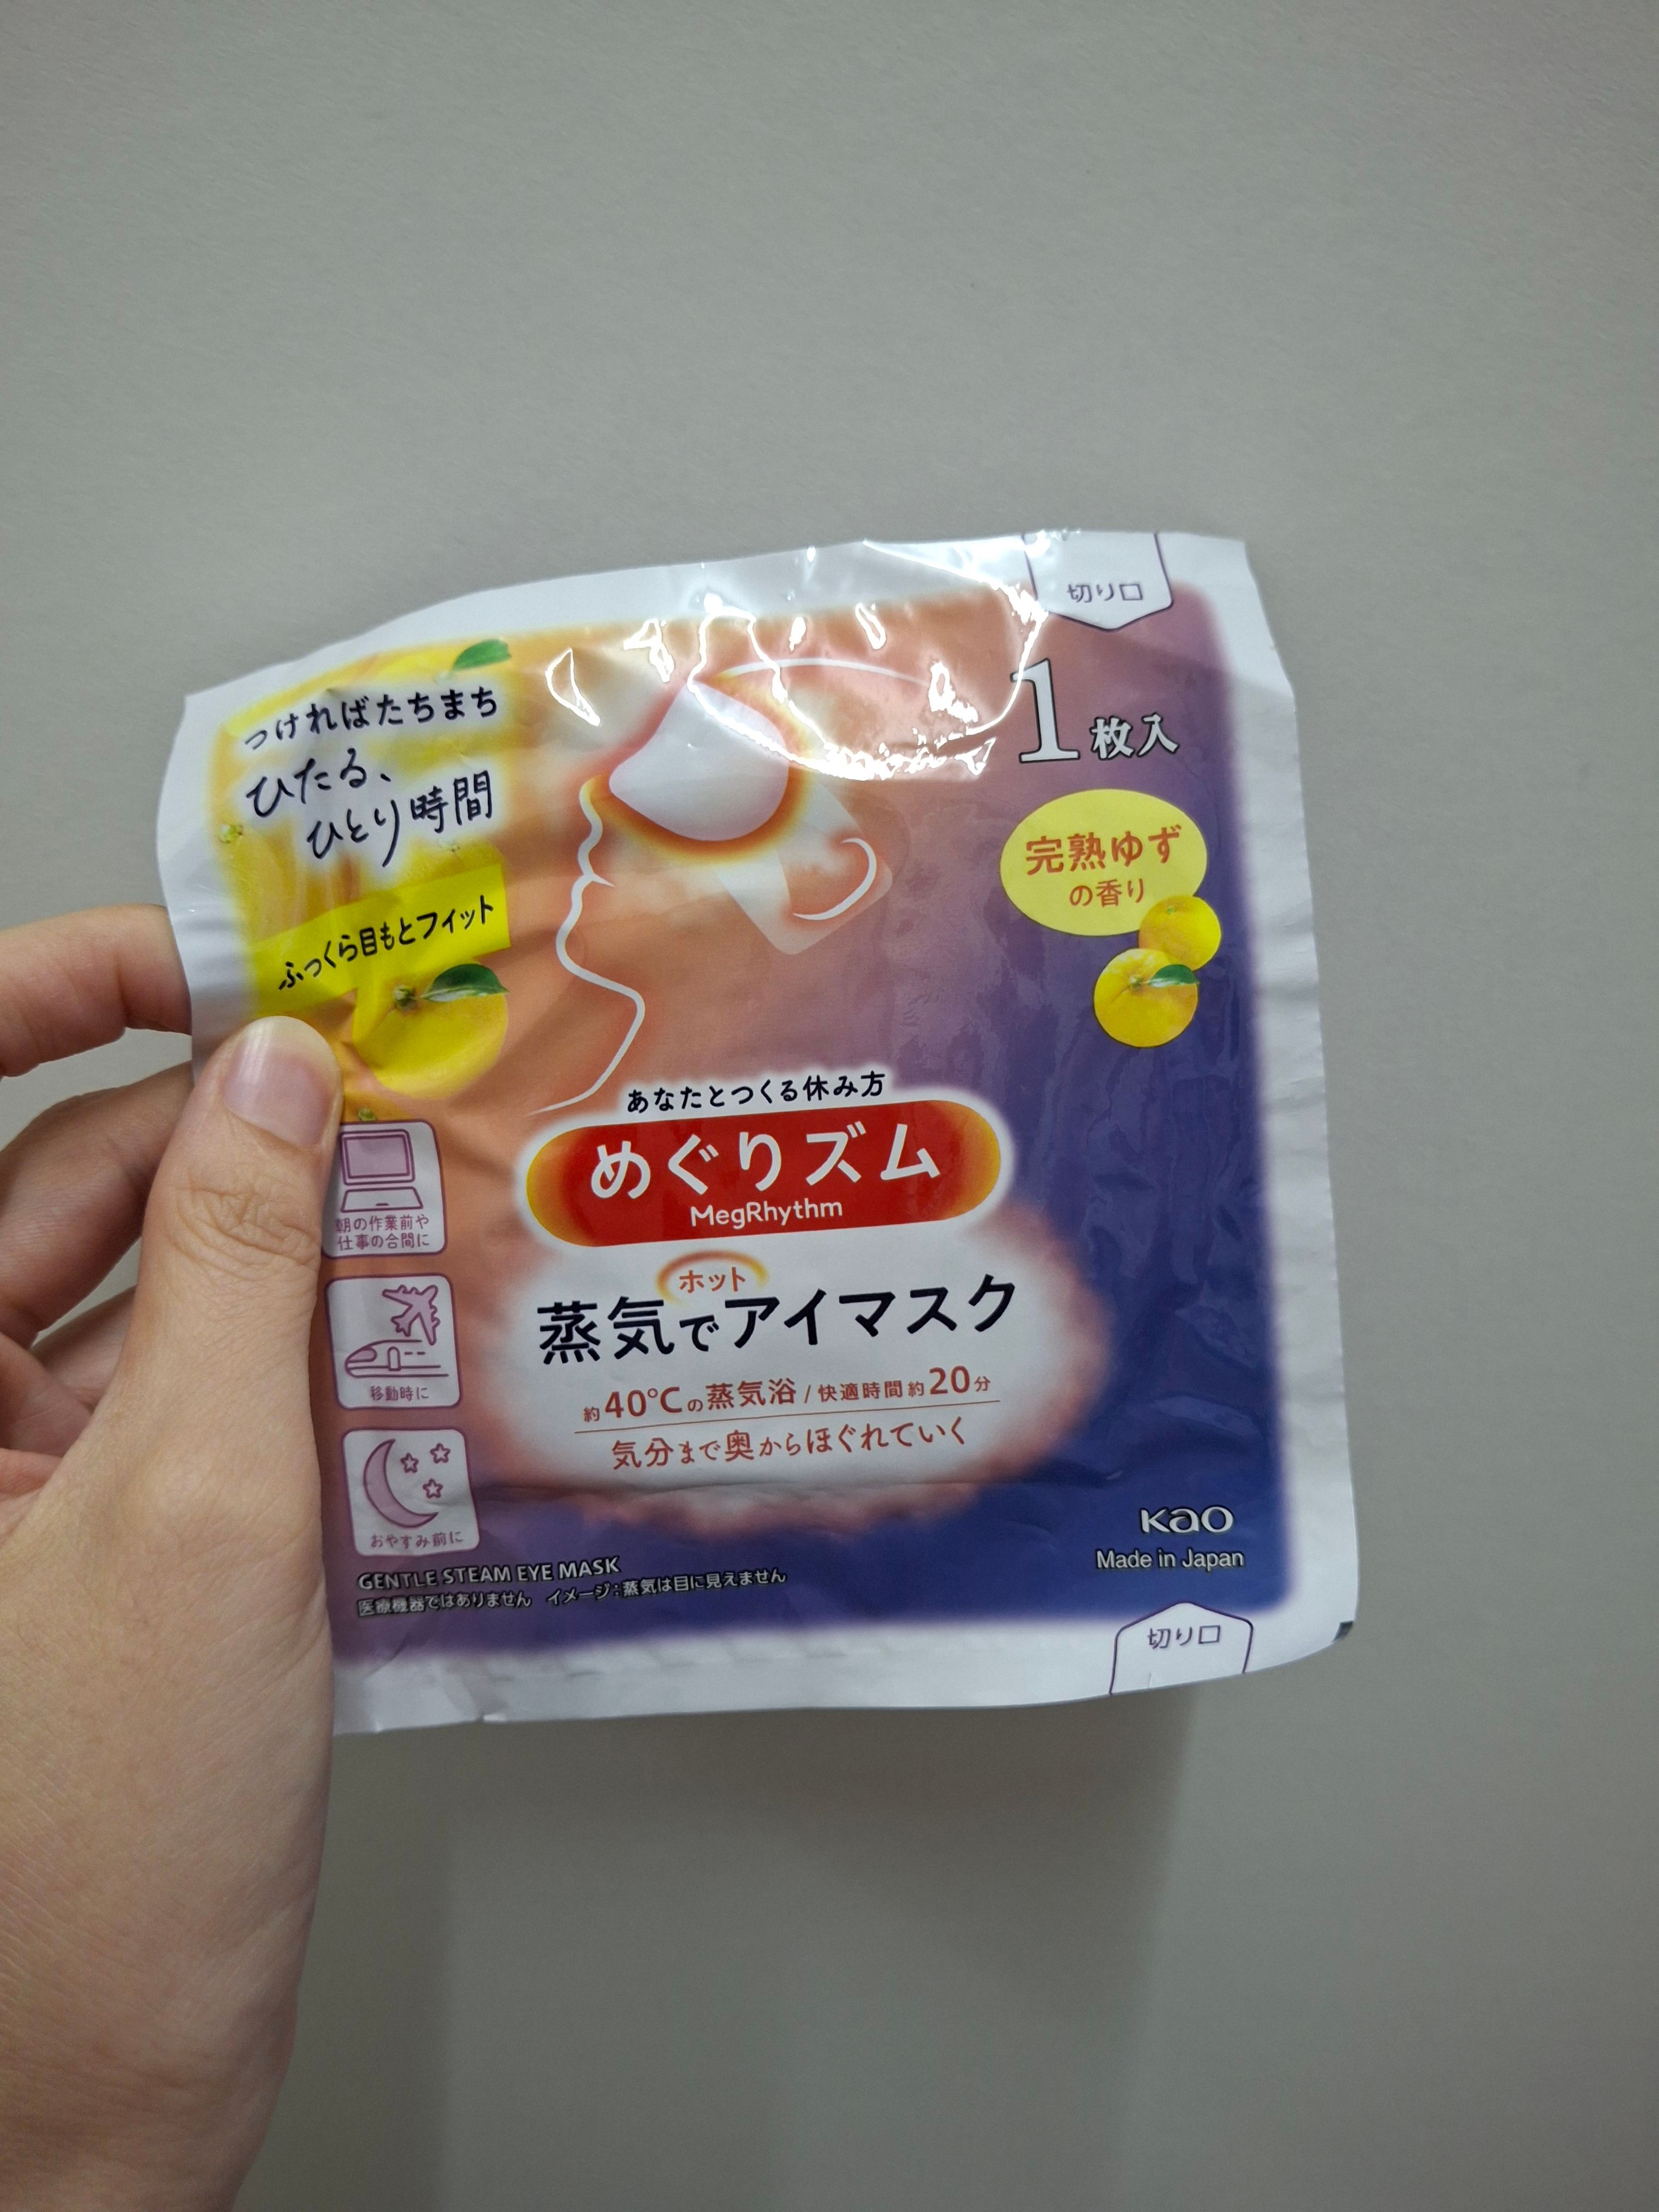 切り口
つければたちまち
ひたる、
ひとり時間
ふっくら目もとフィット
1枚入
完熟ゆず
の香り
あなたとつくる休み方
めぐりズム
MegRhythm
ホット
蒸気でアイマスク
約40℃の蒸気浴/快適時間約20分
気分まで奥からほぐれていく
朝の作業前や
仕事の合間に
移動時に
おやすみ前に
GENTLE STEAM EYE MASK
医療機器ではありません イメージ:蒸気は目に見えません
Kao
Made in Japan
切り口